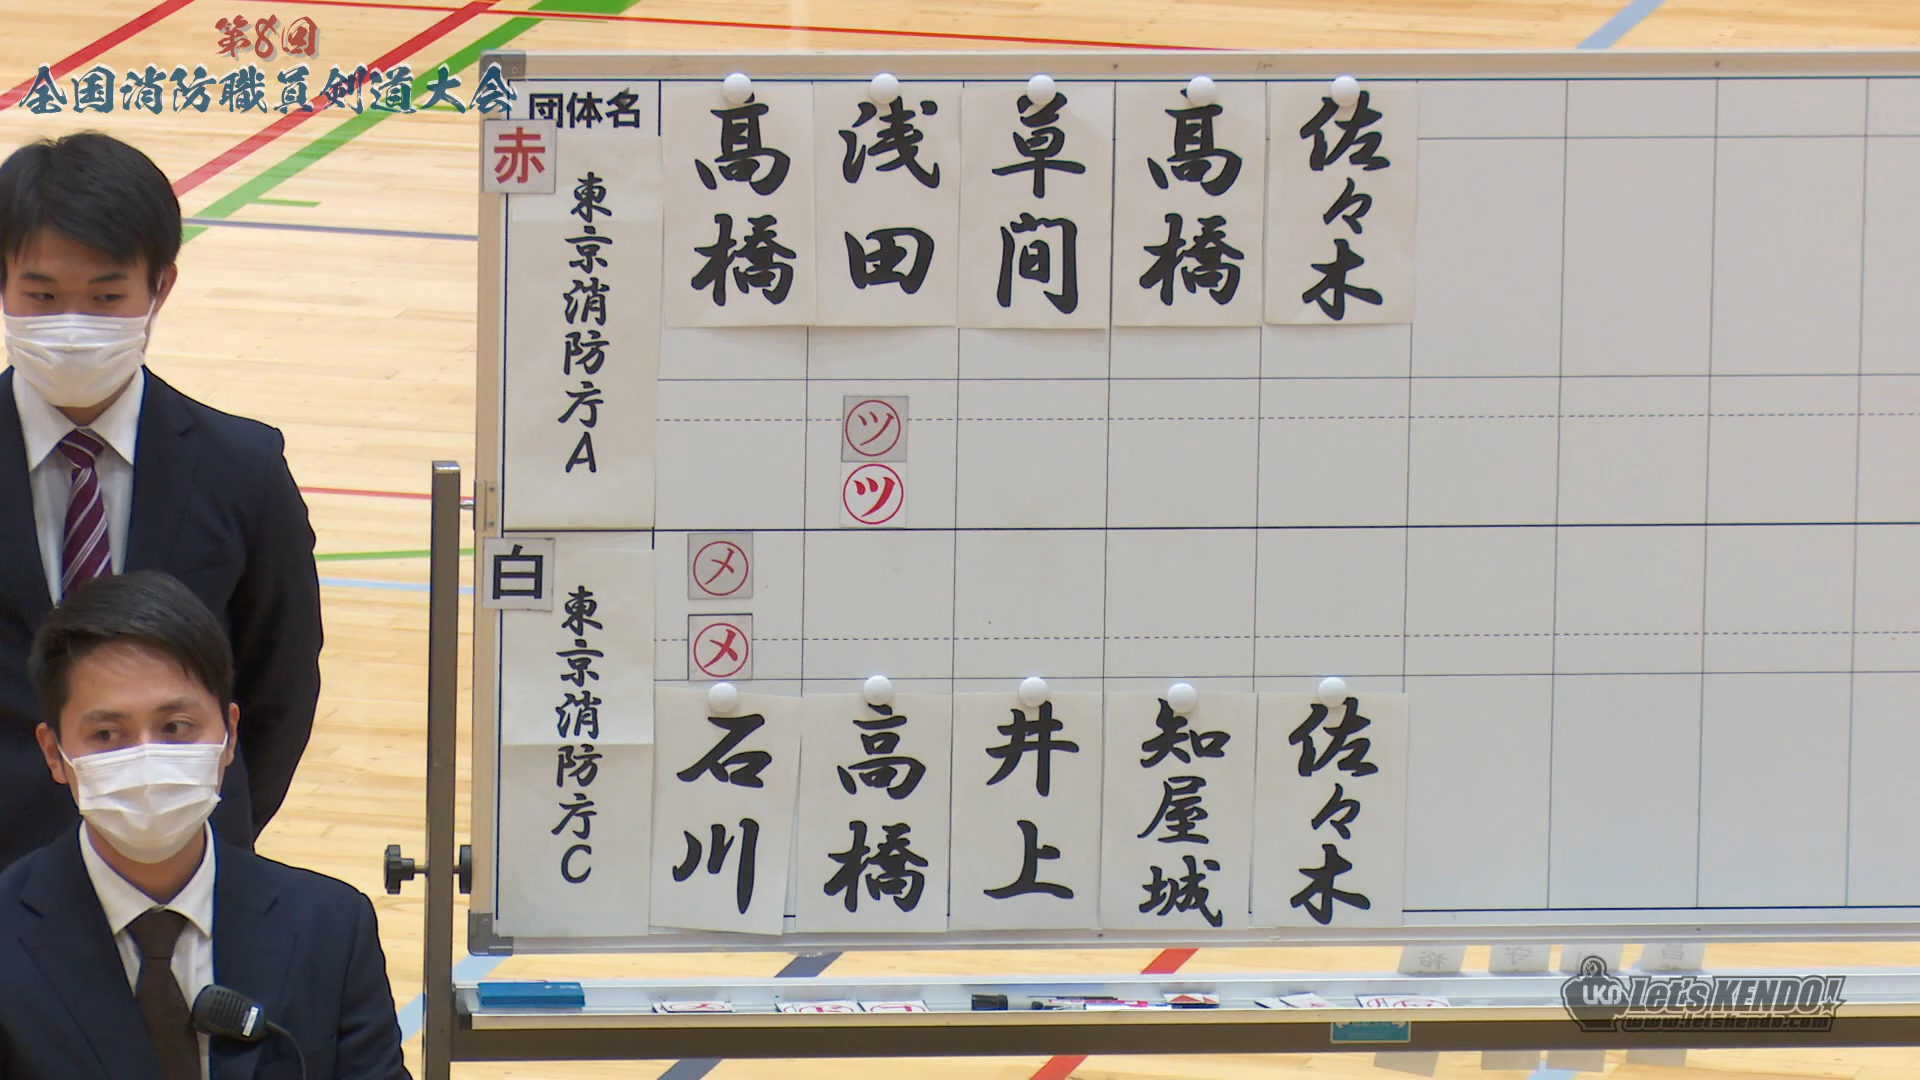 第8回
全国消防職員剣道大会
団体名
赤
東京消防庁A
髙橋
浅田
草間
髙橋
佐々木
ツ
ツ
白
東京消防庁C
メ
メ
石川
高橋
井上
知屋城
佐々木
LKD Let's KENDO!
www.letskendo.com